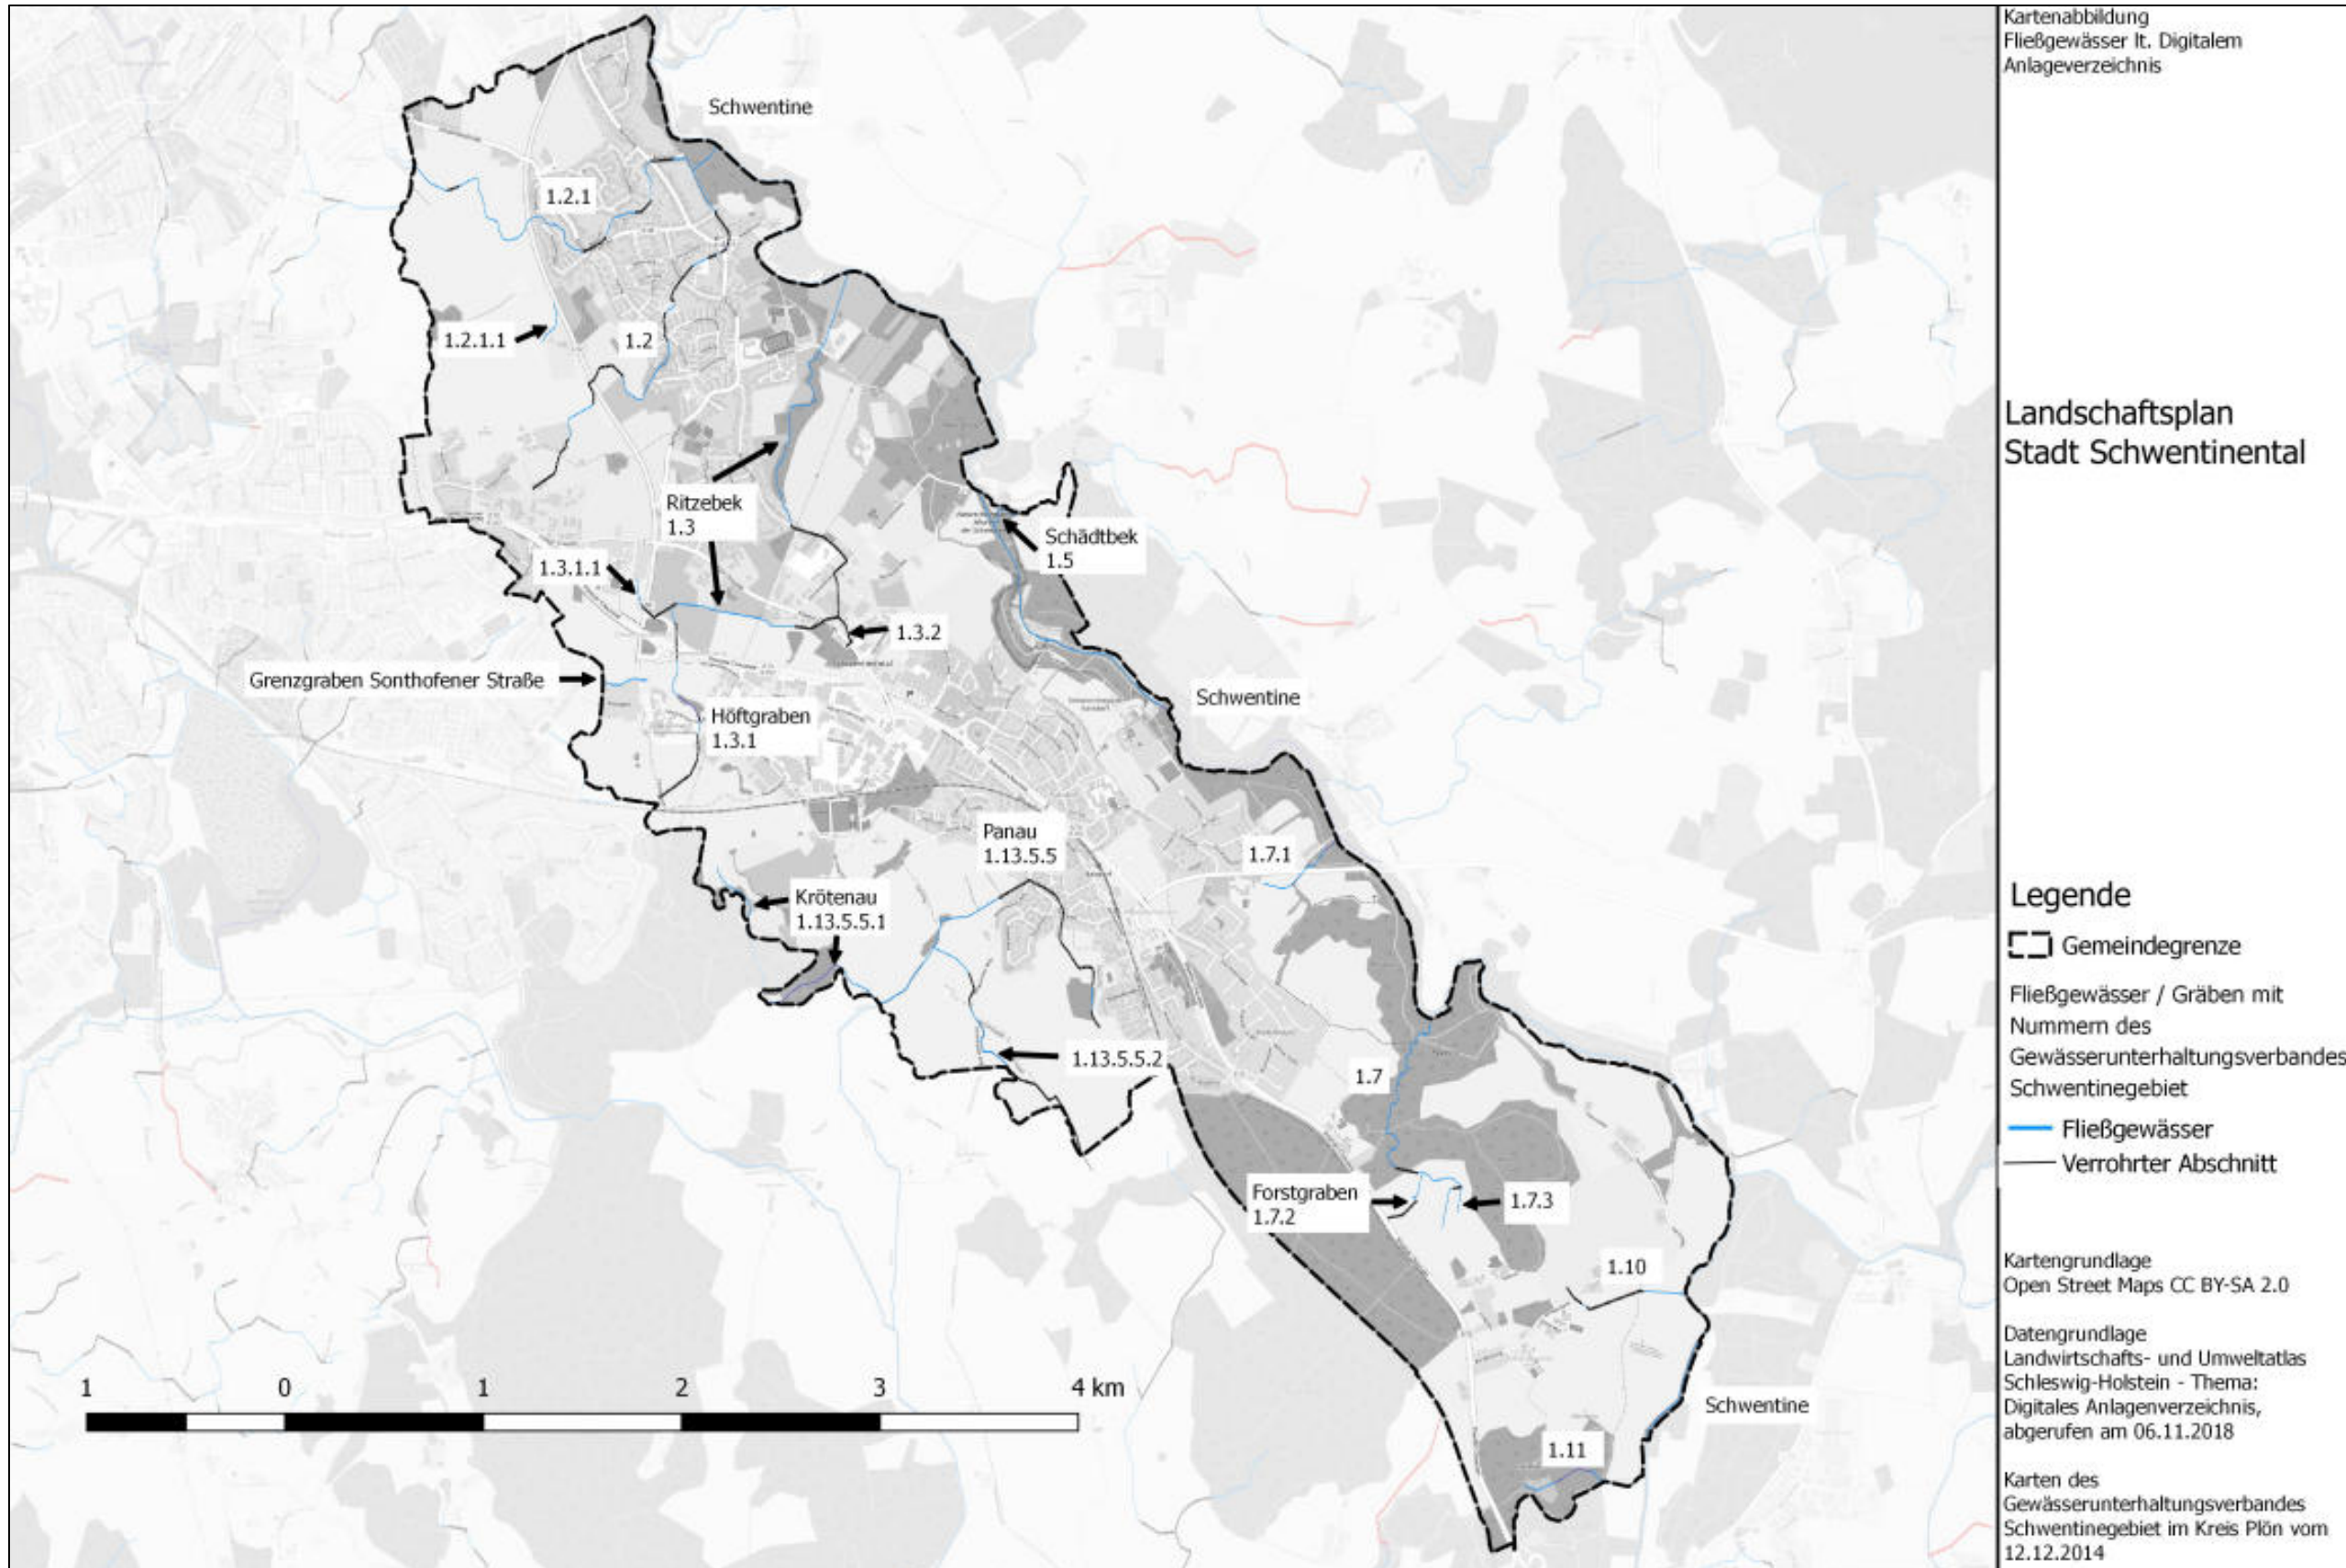 Kartenabbildung
Fließgewässer lt. Digitalem
Anlageverzeichnis
Landschaftsplan
Stadt Schwentinental
Legende
Gemeindegrenze
Fließgewässer / Gräben mit
Nummern des
Gewässerunterhaltungsverbandes
Schwentinegebiet
Fließgewässer
Verrohrter Abschnitt
Kartengrundlage
Open Street Maps CC BY-SA 2.0
Datengrundlage
Landwirtschafts- und Umweltatlas
Schleswig-Holstein - Thema:
Digitales Anlagenverzeichnis,
abgerufen am 06.11.2018
Karten des
Gewässerunterhaltungsverbandes
Schwentinegebiet im Kreis Plön vom
12.12.2014
Schwentine
1.2.1
1.2.1.1
1.2
Ritzebek
1.3
Schädtbek
1.5
1.3.1.1
1.3.2
Grenzgraben Sonthofener Straße
Höftgraben
1.3.1
Schwentine
Panau
1.13.5.5
1.7.1
Krötenau
1.13.5.5.1
1.13.5.5.2
1.7
Forstgraben
1.7.2
1.7.3
1.10
Schwentine
1.11
1 0 1 2 3 4 km